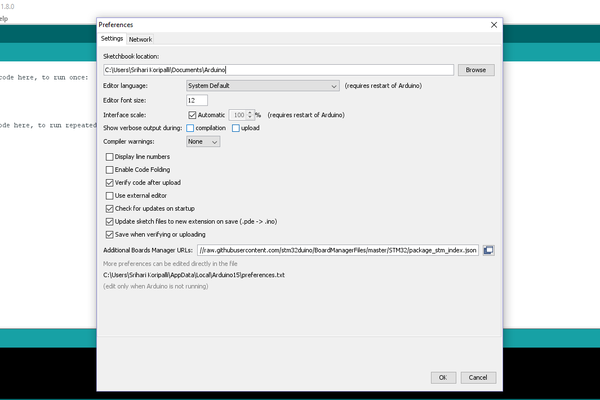 1.8.0
Preferences
elp
Settings Network
Sketchbook location:
C:\Users\Srihari Koripalli\Documents\Arduino
Browse
code here, to run once:
Editor language: System Default (requires restart of Arduino)
Editor font size: 12
Interface scale: Automatic 100 % (requires restart of Arduino)
Show verbose output during: compilation upload
code here, to run repeated
Compiler warnings: None
Display line numbers
Enable Code Folding
Verify code after upload
Use external editor
Check for updates on startup
Update sketch files to new extension on save (.pde -> .ino)
Save when verifying or uploading
Additional Boards Manager URLs: //raw.githubusercontent.com/stm32duino/BoardManagerFiles/master/STM32/package_stm_index.json
More preferences can be edited directly in the file
C:\Users\Srihari Koripalli\AppData\Local\Arduino15\preferences.txt
(edit only when Arduino is not running)
OK Cancel